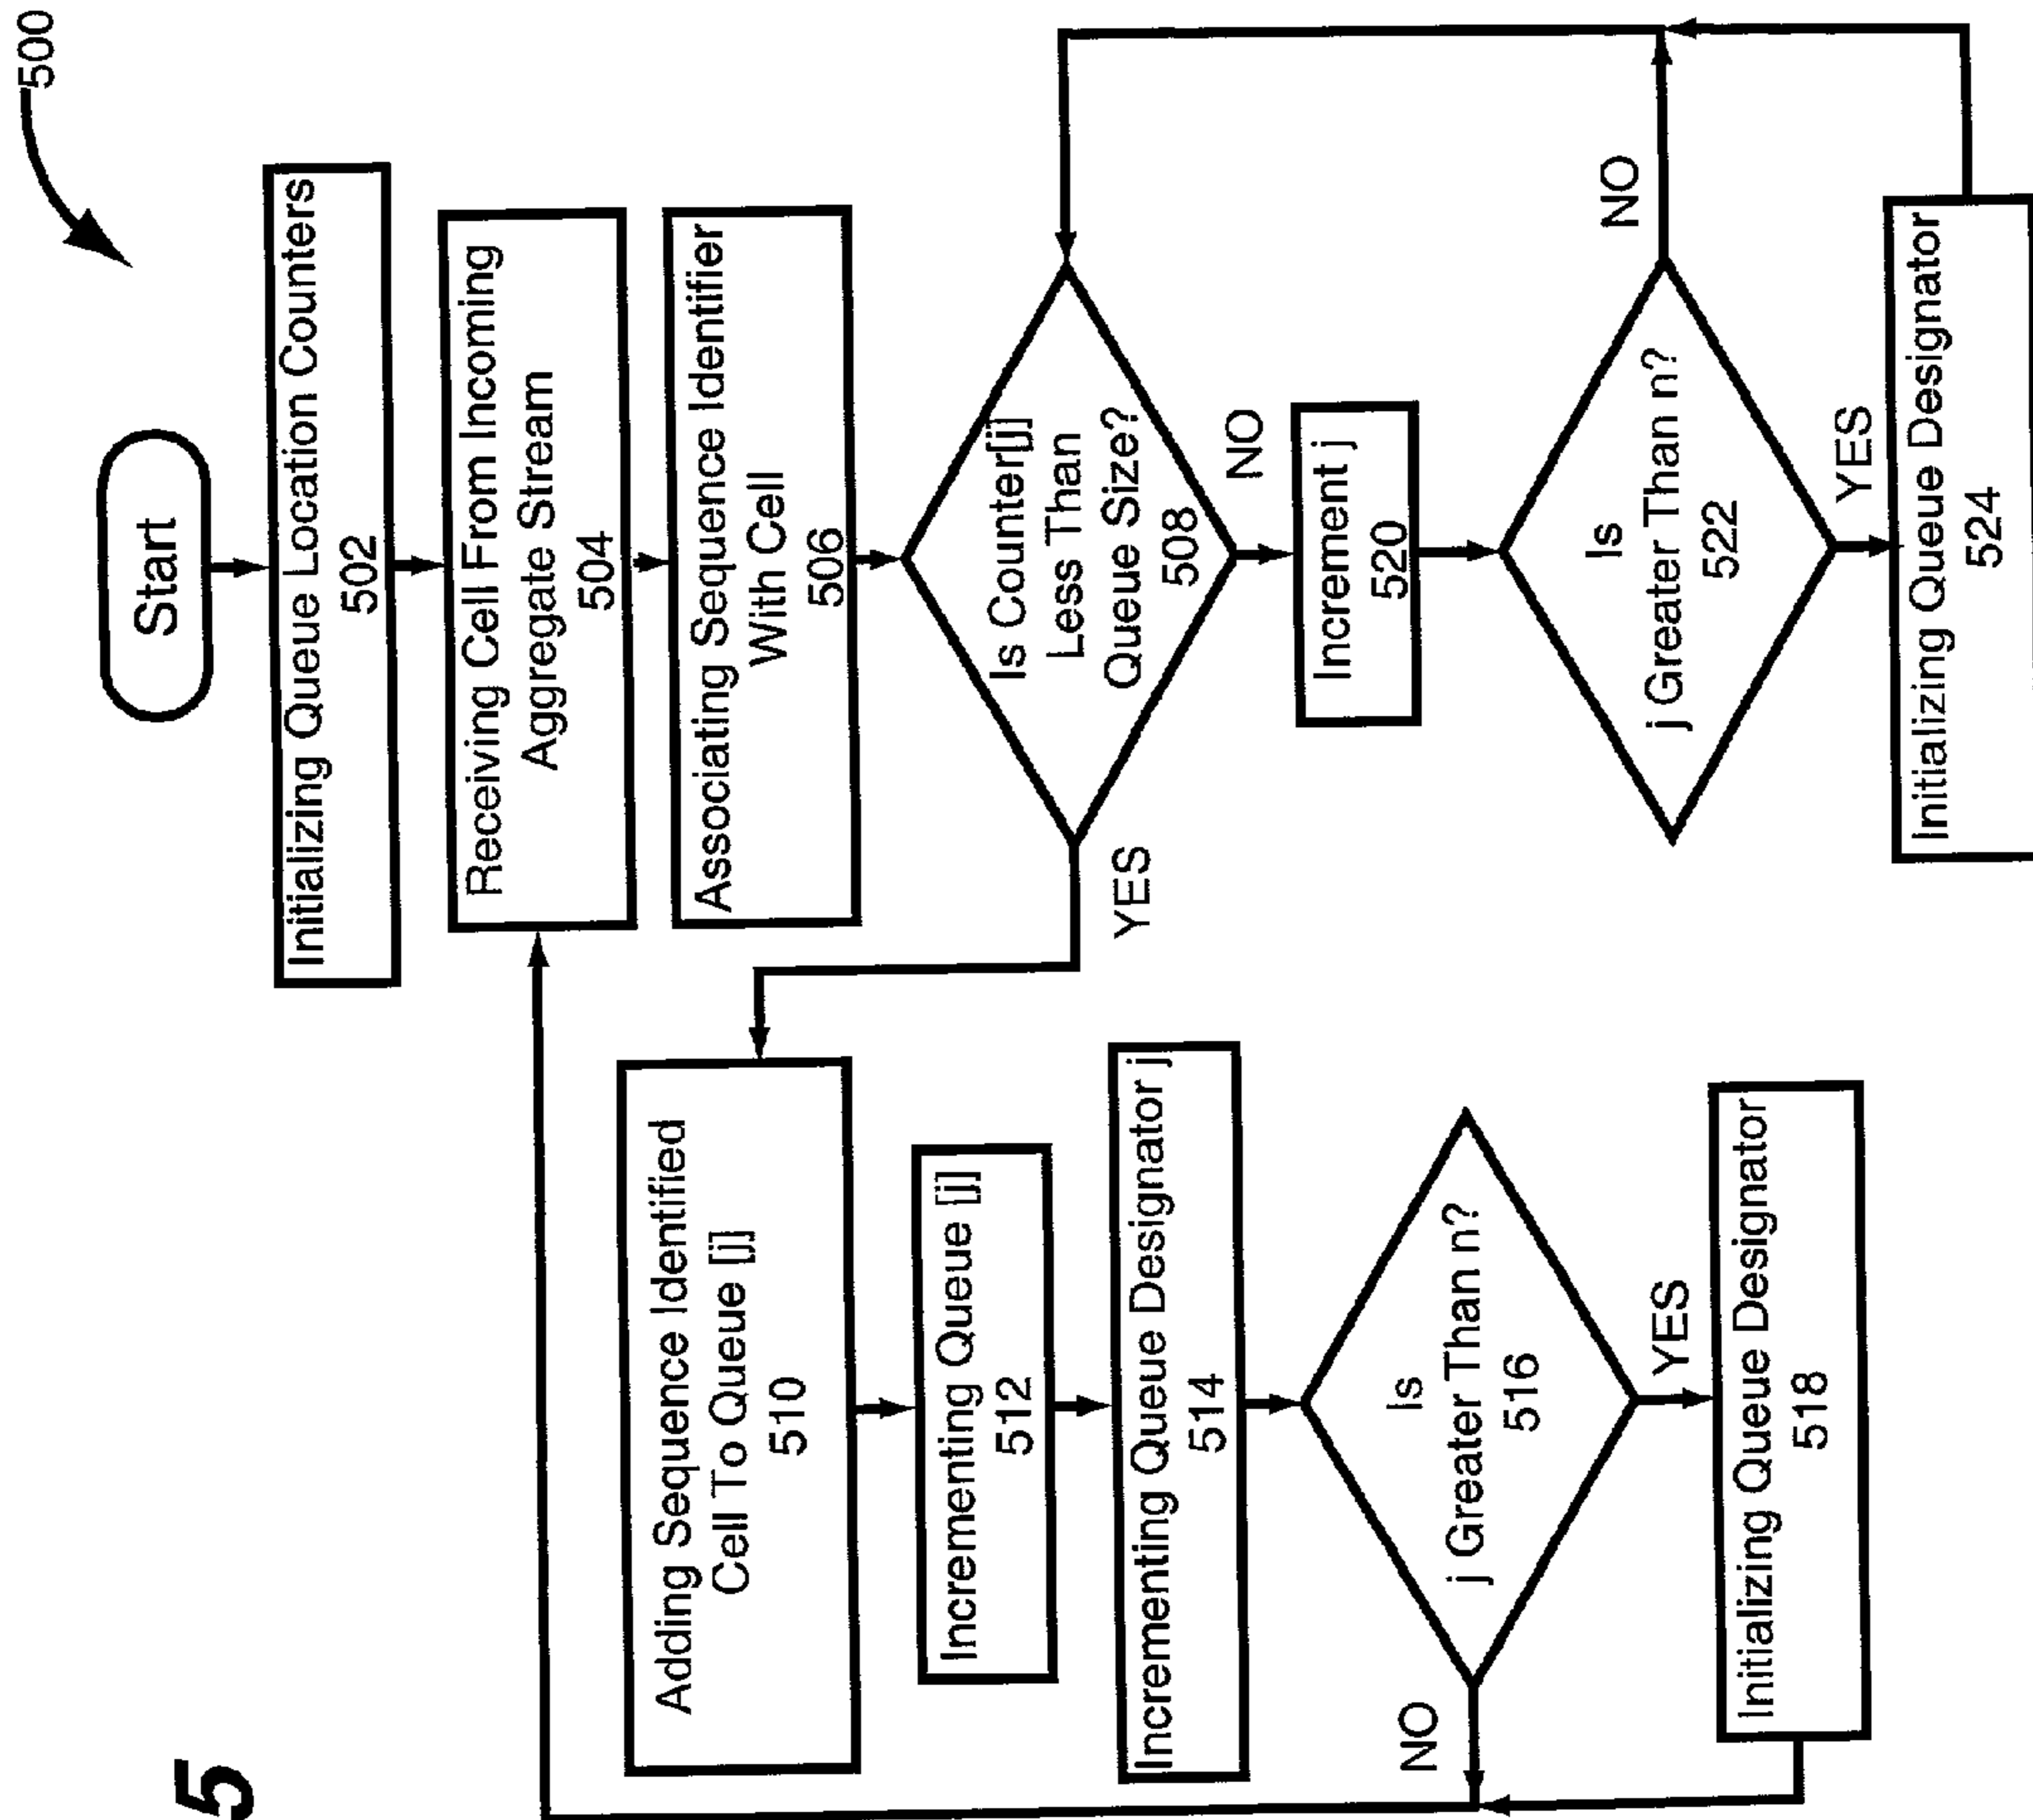 500
Start
Initializing Queue Location Counters
502
Receiving Cell From Incoming
Aggregate Stream
504
Associating Sequence Identifier
With Cell
506
Is Counter[j]
Less Than
Queue Size?
508
YES
NO
Increment j
520
Is
j Greater Than n?
522
NO
YES
Initializing Queue Designator
524
Adding Sequence Identified
Cell To Queue [j]
510
Incrementing Queue [j]
512
Incrementing Queue Designator j
514
Is
j Greater Than n?
516
NO
YES
Initializing Queue Designator
518
5